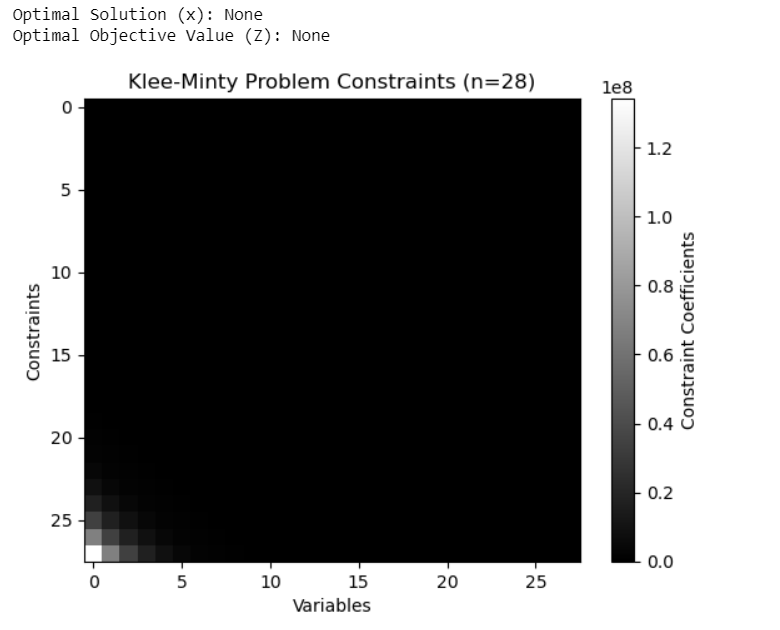 Optimal Solution (x): None
Optimal Objective Value (Z): None
Klee-Minty Problem Constraints (n=28)
1e8
0
5
10
15
20
25
Constraints
0
5
10
15
20
25
Variables
1.2
1.0
0.8
0.6
0.4
0.2
0.0
Constraint Coefficients